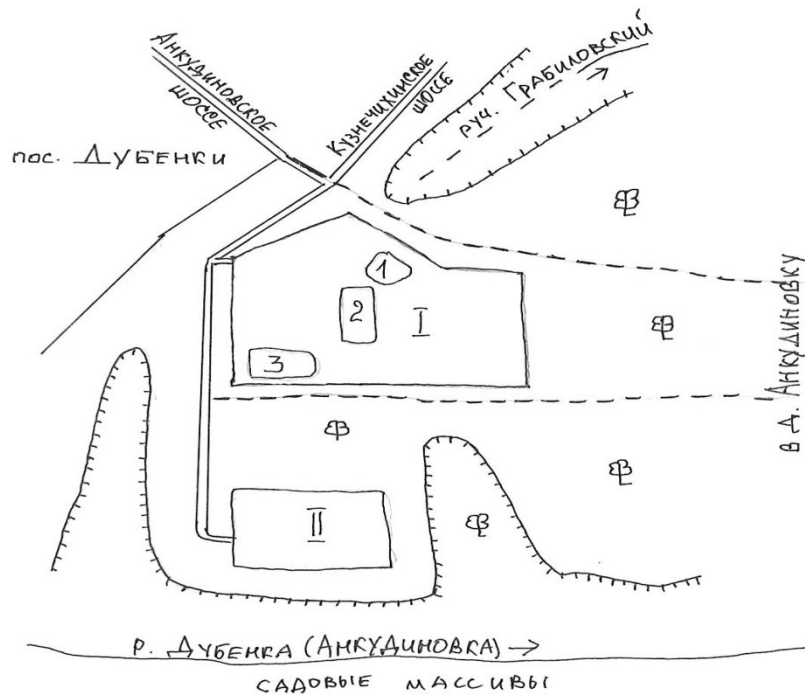 АНКУДИНОВСКОЕ
ШОССЕ
КУЗНЕЧИХИНСКОЕ
ШОССЕ
РУЧ. ГРАБИЛОВСКИЙ
ПОС. ДУБЕНКИ
1
2
I
3
В Д. АНКУДИНОВКУ
II
Р. ДУБЕНКА (АНКУДИНОВКА)
САДОВЫЕ МАССИВЫ